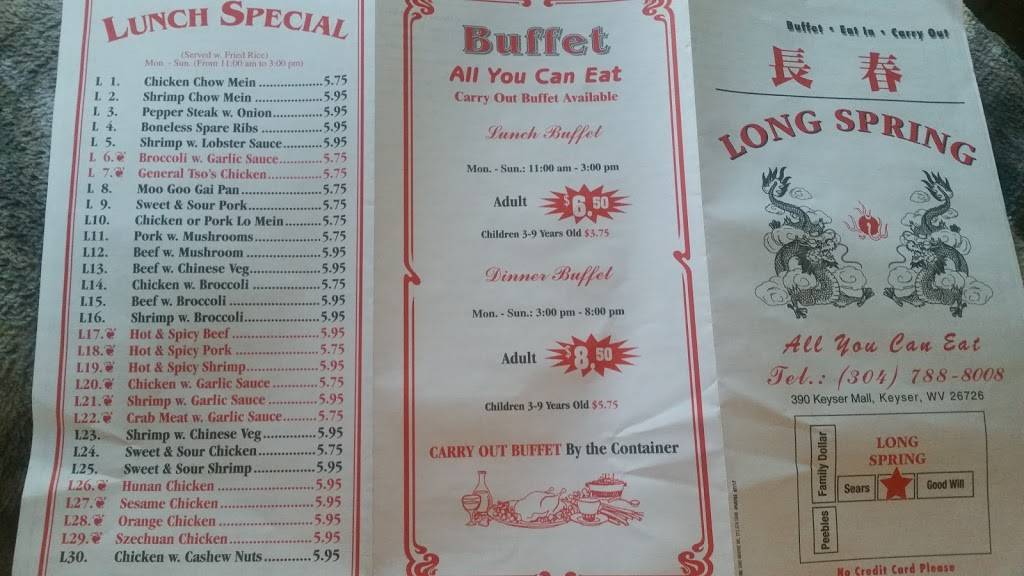 LUNCH SPECIAL
(Served w. Fried Rice)
Mon. - Sun. (From 11:00 am to 3:00 pm)
L 1. Chicken Chow Mein 5.75
L 2. Shrimp Chow Mein 5.95
L 3. Pepper Steak w. Onion 5.95
L 4. Boneless Spare Ribs 5.95
L 5. Shrimp w. Lobster Sauce 5.95
L 6. Broccoli w. Garlic Sauce 5.75
L 7. General Tso's Chicken 5.75
L 8. Moo Goo Gai Pan 5.75
L 9. Sweet & Sour Pork 5.75
L10. Chicken or Pork Lo Mein 5.75
L11. Pork w. Mushrooms 5.75
L12. Beef w. Mushroom 5.95
L13. Beef w. Chinese Veg. 5.95
L14. Chicken w. Broccoli 5.75
L15. Beef w. Broccoli 5.95
L16. Shrimp w. Broccoli 5.95
L17. Hot & Spicy Beef 5.95
L18. Hot & Spicy Pork 5.75
L19. Hot & Spicy Shrimp 5.95
L20. Chicken w. Garlic Sauce 5.75
L21. Shrimp w. Garlic Sauce 5.95
L22. Crab Meat w. Garlic Sauce 5.75
L23. Shrimp w. Chinese Veg 5.95
L24. Sweet & Sour Chicken 5.75
L25. Sweet & Sour Shrimp 5.95
L26. Hunan Chicken 5.95
L27. Sesame Chicken 5.95
L28. Orange Chicken 5.95
L29. Szechuan Chicken 5.95
L30. Chicken w. Cashew Nuts 5.95
Buffet
All You Can Eat
Carry Out Buffet Available
Lunch Buffet
Mon. - Sun.: 11:00 am - 3:00 pm
Adult $6.50
Children 3-9 Years Old $3.75
Dinner Buffet
Mon. - Sun.: 3:00 pm - 8:00 pm
Adult $8.50
Children 3-9 Years Old $5.75
CARRY OUT BUFFET By the Container
Buffet • Eat In • Carry Out
長 春
LONG SPRING
All You Can Eat
Tel.: (304) 788-8008
390 Keyser Mall, Keyser, WV 26726
Family Dollar
Peebles
LONG
SPRING
Sears
Good Will
No Credit Card Please